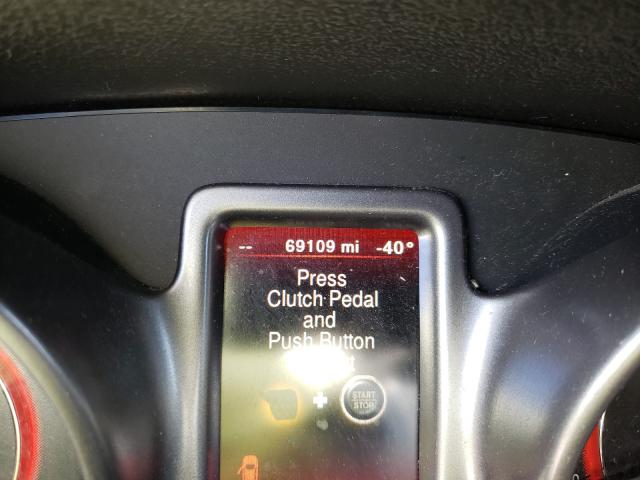 -- 69109 mi -40°
Press
Clutch Pedal
and
Push Button
START
STOP